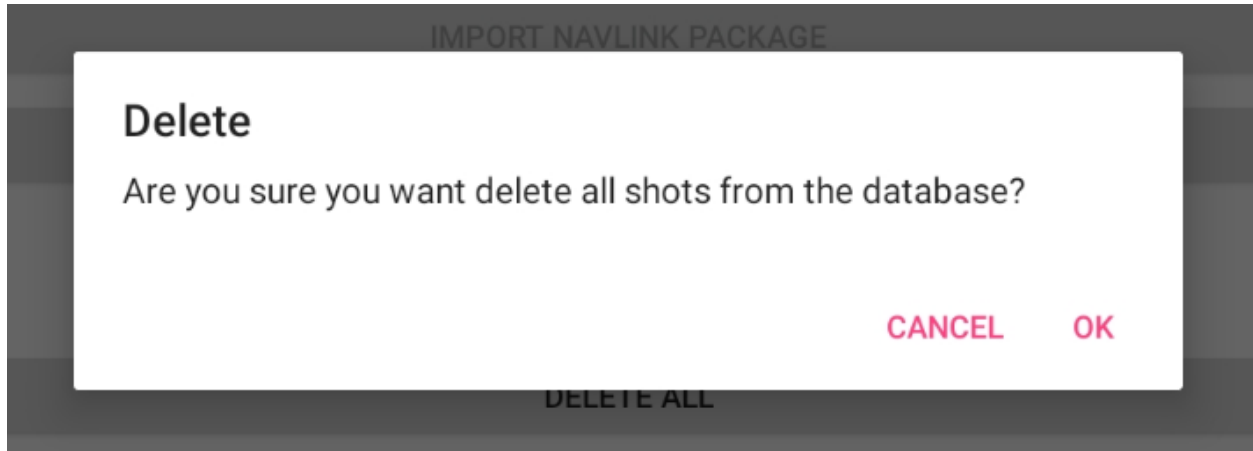 IMPORT NAVLINK PACKAGE
Delete
Are you sure you want delete all shots from the database?
CANCEL OK
DELETE ALL